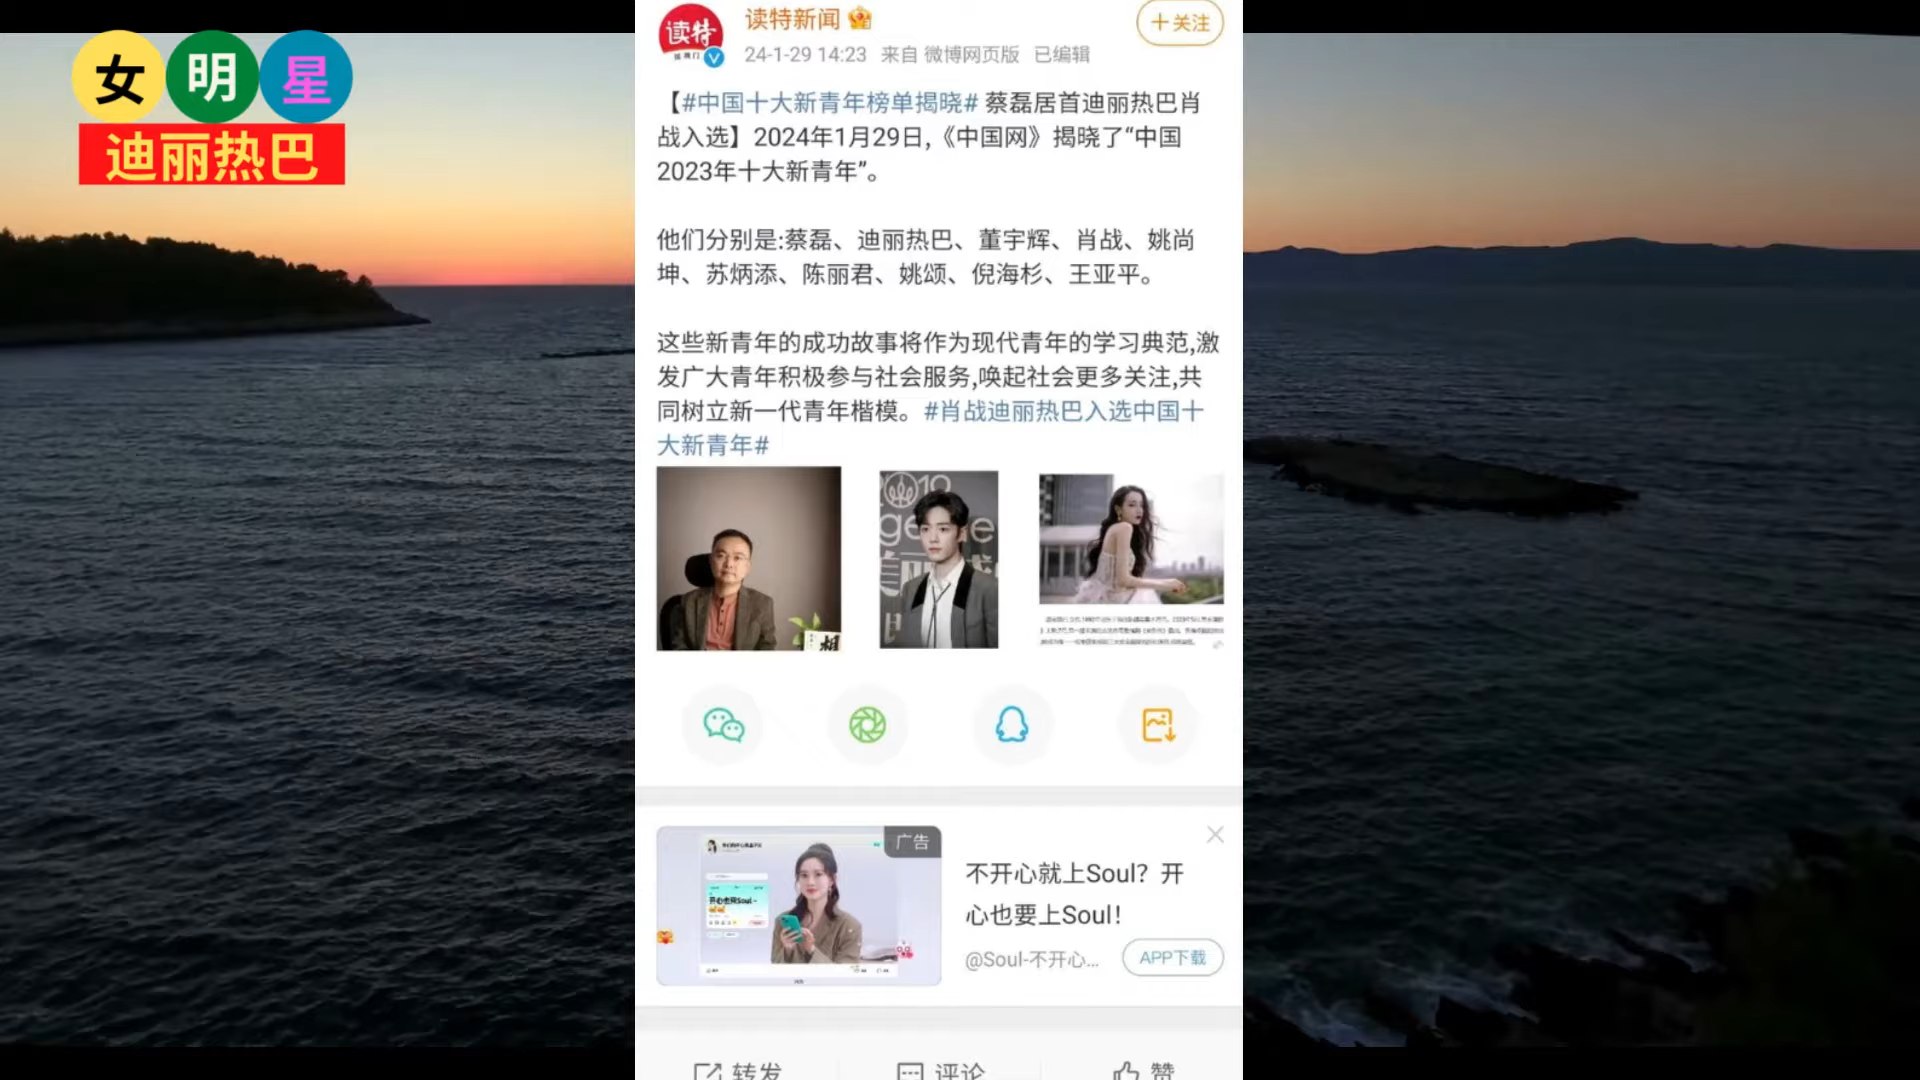 女明星
迪丽热巴
读特
读特新闻
+关注
24-1-29 14:23 来自 微博网页版 已编辑
【#中国十大新青年榜单揭晓# 蔡磊居首迪丽热巴肖
战入选】2024年1月29日,《中国网》揭晓了“中国
2023年十大新青年”。
他们分别是:蔡磊、迪丽热巴、董宇辉、肖战、姚尚
坤、苏炳添、陈丽君、姚颂、倪海杉、王亚平。
这些新青年的成功故事将作为现代青年的学习典范,激
发广大青年积极参与社会服务,唤起社会更多关注,共
同树立新一代青年楷模。#肖战迪丽热巴入选中国十
大新青年#
广告
不开心就上Soul？开
心也要上Soul！
@Soul-不开心...
APP下载
转发
评论
赞